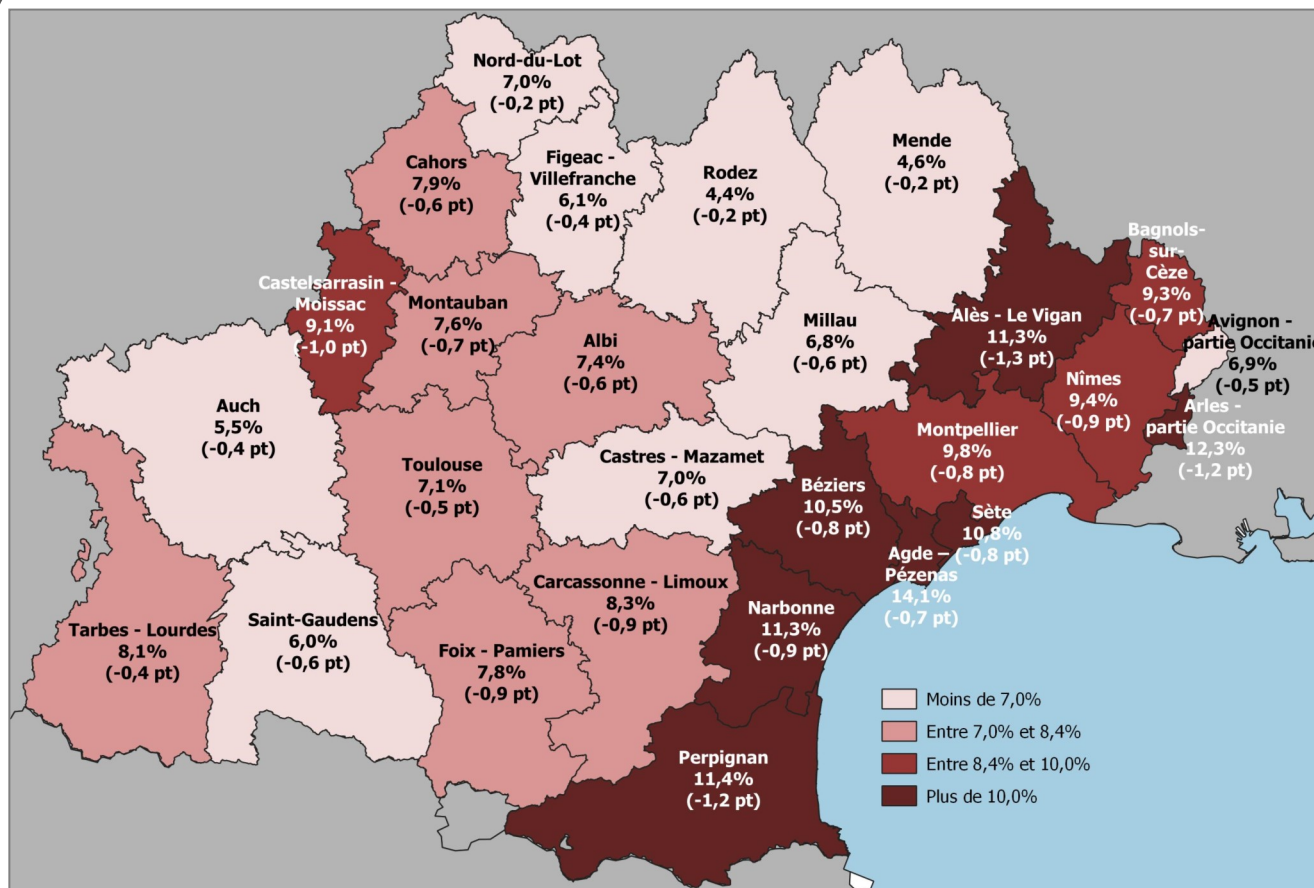 Nord-du-Lot
7,0%
(-0,2 pt)
Cahors
7,9%
(-0,6 pt)
Figeac -
Villefranche
6,1%
(-0,4 pt)
Rodez
4,4%
(-0,2 pt)
Mende
4,6%
(-0,2 pt)
Castelsarrasin -
Moissac
9,1%
(-1,0 pt)
Montauban
7,6%
(-0,7 pt)
Albi
7,4%
(-0,6 pt)
Millau
6,8%
(-0,6 pt)
Alès - Le Vigan
11,3%
(-1,3 pt)
Bagnols-
sur-
Cèze
9,3%
(-0,7 pt)
Avignon -
partie Occitanie
6,9%
(-0,5 pt)
Nîmes
9,4%
(-0,9 pt)
Arles -
partie Occitanie
12,3%
(-1,2 pt)
Auch
5,5%
(-0,4 pt)
Toulouse
7,1%
(-0,5 pt)
Castres - Mazamet
7,0%
(-0,6 pt)
Montpellier
9,8%
(-0,8 pt)
Béziers
10,5%
(-0,8 pt)
Sète
10,8%
(-0,8 pt)
Agde –
Pézenas
14,1%
(-0,7 pt)
Tarbes - Lourdes
8,1%
(-0,4 pt)
Saint-Gaudens
6,0%
(-0,6 pt)
Foix - Pamiers
7,8%
(-0,9 pt)
Carcassonne - Limoux
8,3%
(-0,9 pt)
Narbonne
11,3%
(-0,9 pt)
Perpignan
11,4%
(-1,2 pt)
Moins de 7,0%
Entre 7,0% et 8,4%
Entre 8,4% et 10,0%
Plus de 10,0%